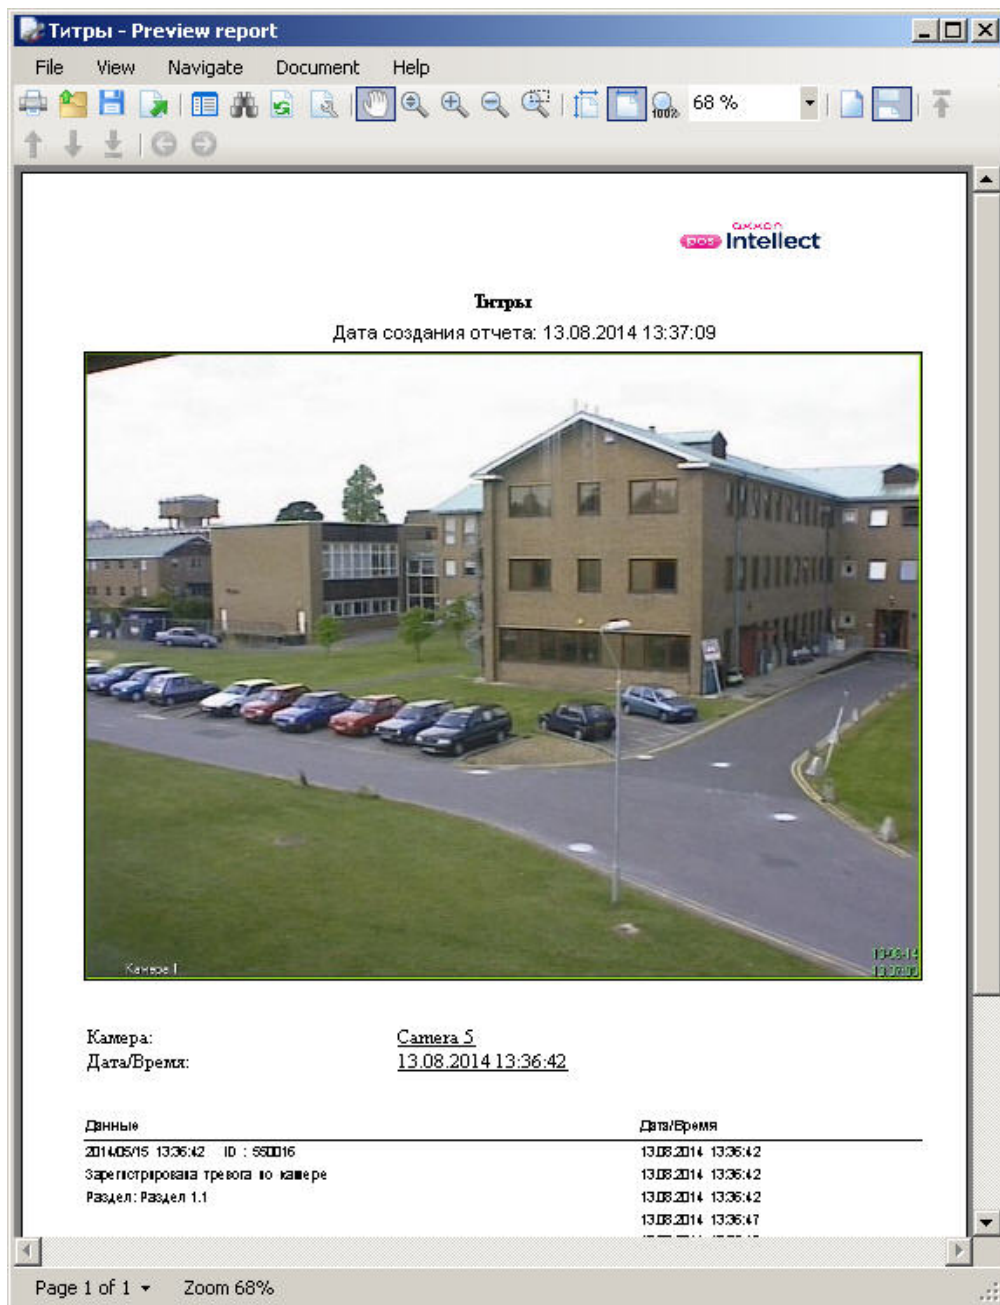 Титры - Preview report
File View Navigate Document Help
100% 68 %
axxon
pos Intellect
Титры
Дата создания отчета: 13.08.2014 13:37:09
Камера 1
Камера: Camera 5
Дата/Время: 13.08.2014 13:36:42
Данные Дата/Время
2014/05/15 13:36:42 ID : 550016 13.08.2014 13:36:42
Зарегистрирована тревога по камере 13.08.2014 13:36:42
Раздел: Раздел 1.1 13.08.2014 13:36:42
13.08.2014 13:36:47
Page 1 of 1 Zoom 68%